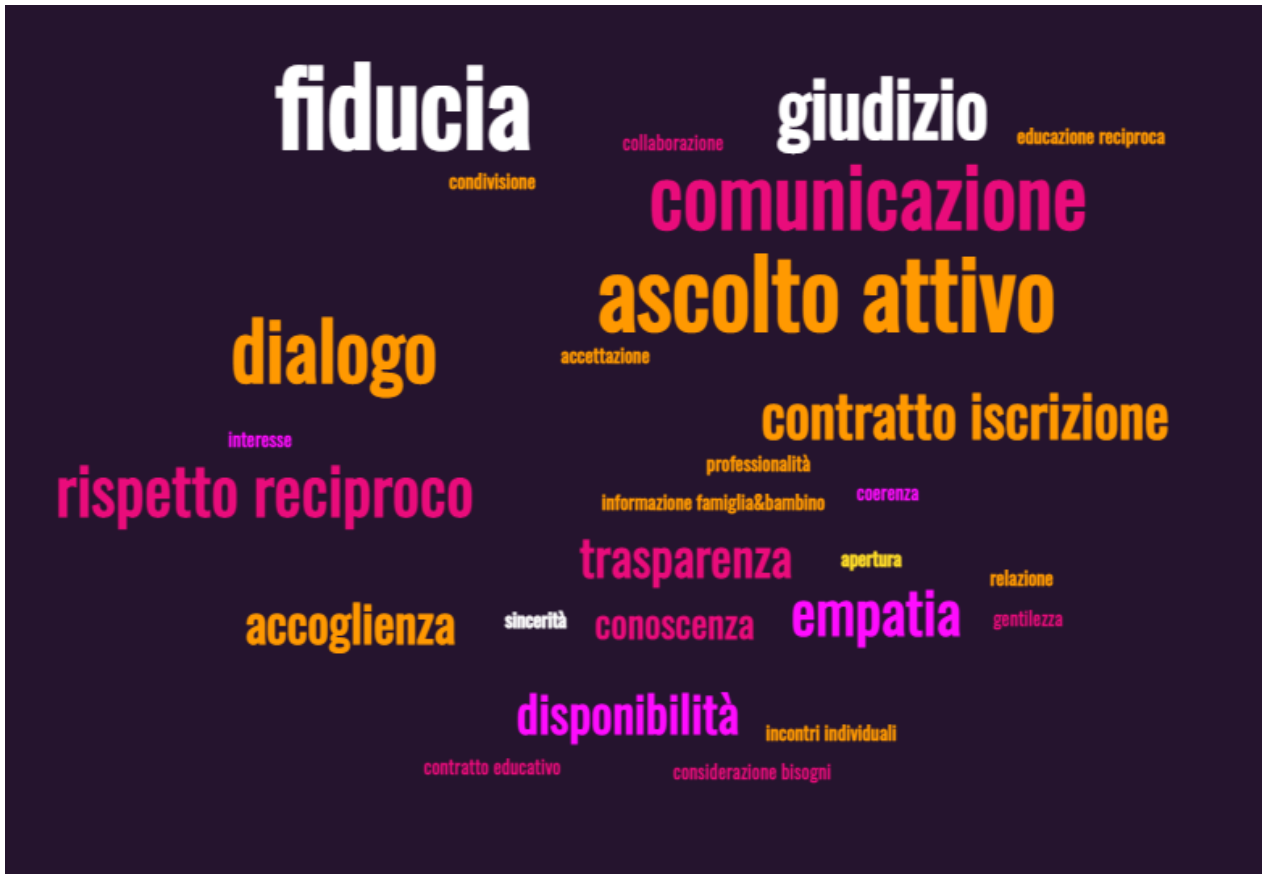 fiducia
giudizio
collaborazione
educazione reciproca
condivisione
comunicazione
ascolto attivo
dialogo
accettazione
contratto iscrizione
interesse
professionalità
rispetto reciproco
coerenza
informazione famiglia&bambino
trasparenza
apertura
relazione
accoglienza
sincerità
conoscenza
empatia
gentilezza
disponibilità
incontri individuali
contratto educativo
considerazione bisogni